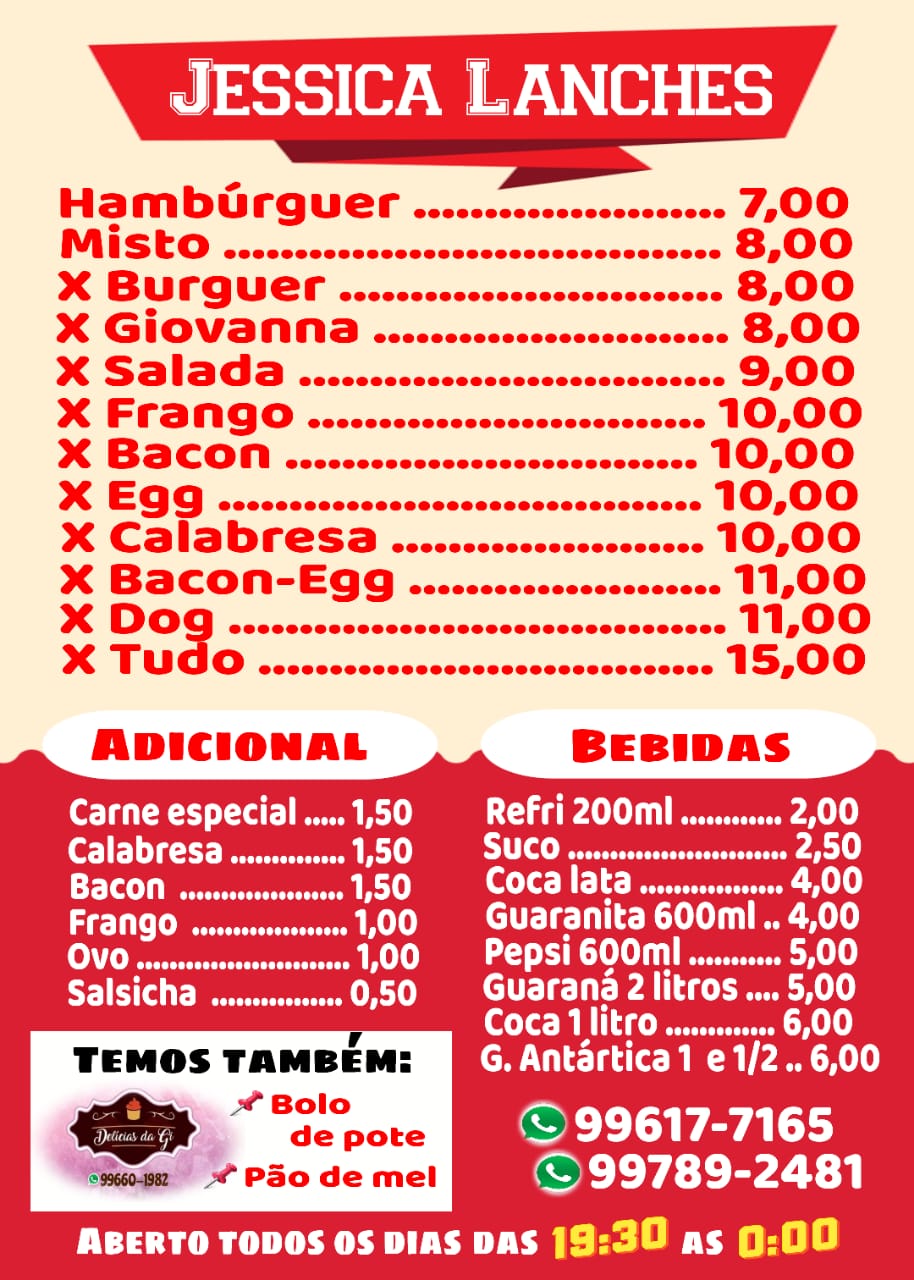 JESSICA LANCHES
Hambúrguer ...................... 7,00
Misto ................................... 8,00
X Burguer ........................... 8,00
X Giovanna ......................... 8,00
X Salada .............................. 9,00
X Frango ............................ 10,00
X Bacon ............................. 10,00
X Egg .................................. 10,00
X Calabresa ...................... 10,00
X Bacon-Egg ...................... 11,00
X Dog ................................... 11,00
X Tudo ................................ 15,00
ADICIONAL
Carne especial ..... 1,50
Calabresa .............. 1,50
Bacon .................... 1,50
Frango ................... 1,00
Ovo .......................... 1,00
Salsicha ................ 0,50
BEBIDAS
Refri 200ml ............ 2,00
Suco .......................... 2,50
Coca lata ................. 4,00
Guaranita 600ml .. 4,00
Pepsi 600ml ........... 5,00
Guaraná 2 litros .... 5,00
Coca 1 litro ............. 6,00
G. Antártica 1 e 1/2 .. 6,00
TEMOS TAMBÉM:
Delícias da Gi
99660-1982
Bolo
de pote
Pão de mel
99617-7165
99789-2481
ABERTO TODOS OS DIAS DAS 19:30 AS 0:00